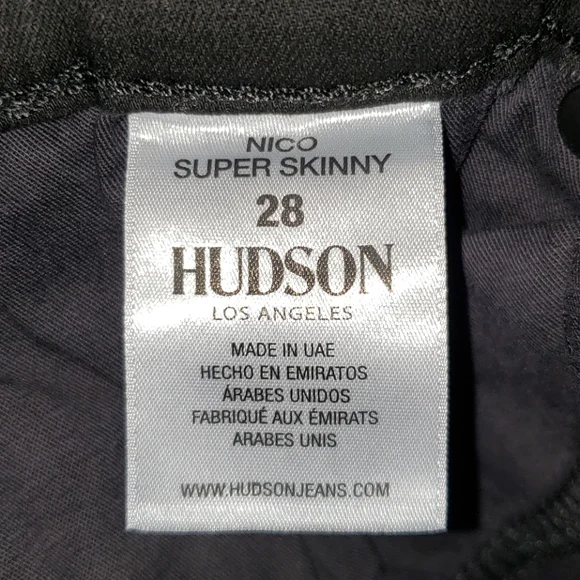 NICO
SUPER SKINNY
28
HUDSON
LOS ANGELES
MADE IN UAE
HECHO EN EMIRATOS
ÁRABES UNIDOS
FABRIQUÉ AUX ÉMIRATS
ARABES UNIS
WWW.HUDSONJEANS.COM